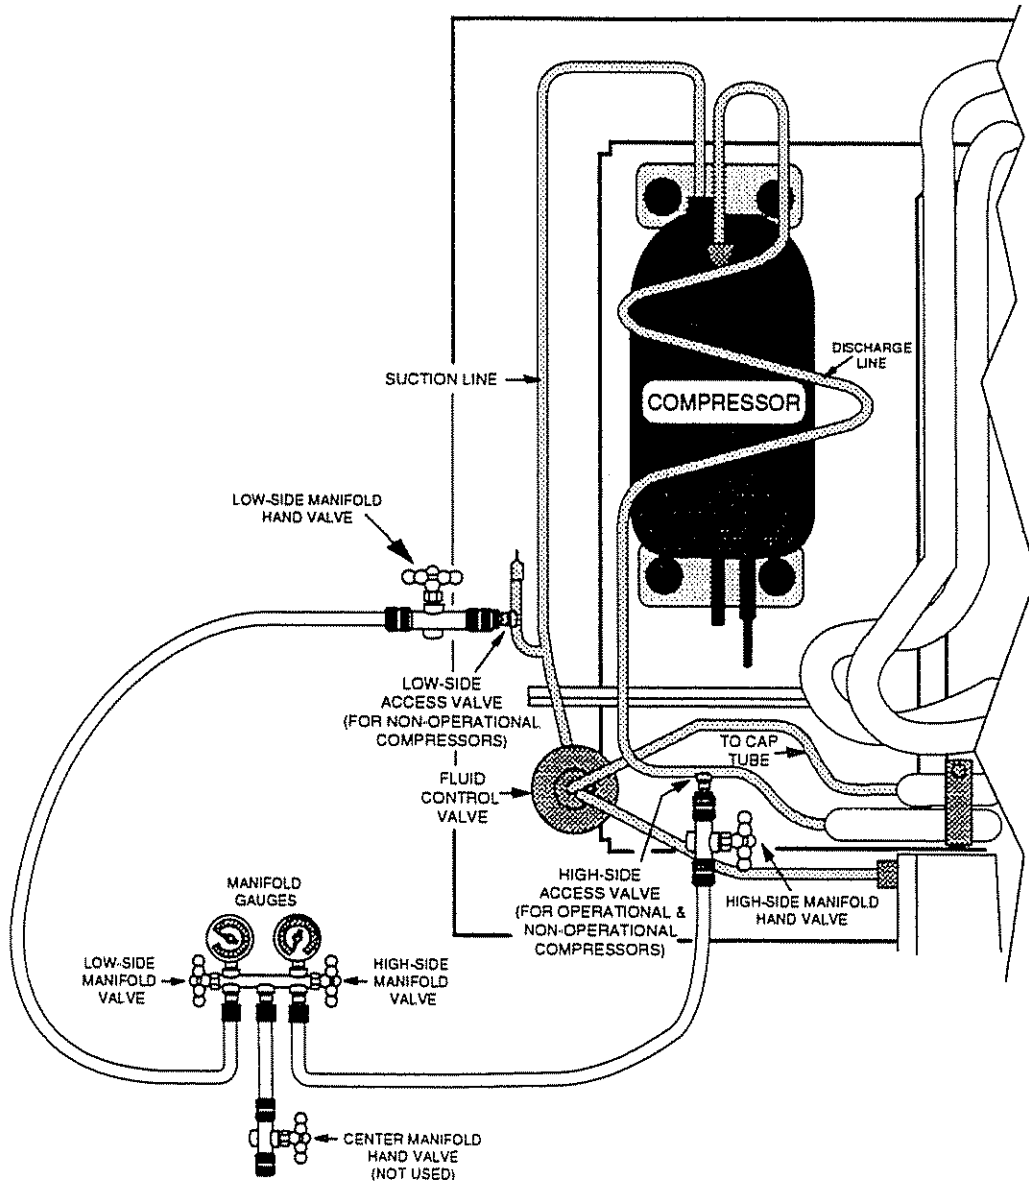 DISCHARGE
LINE
SUCTION LINE
COMPRESSOR
LOW-SIDE MANIFOLD
HAND VALVE
LOW-SIDE
ACCESS VALVE
(FOR NON-OPERATIONAL
COMPRESSORS)
TO CAP
TUBE
FLUID
CONTROL
VALVE
HIGH-SIDE
ACCESS VALVE
(FOR OPERATIONAL &
NON-OPERATIONAL
COMPRESSORS)
HIGH-SIDE MANIFOLD
HAND VALVE
MANIFOLD
GAUGES
LOW-SIDE
MANIFOLD
VALVE
HIGH-SIDE
MANIFOLD
VALVE
CENTER MANIFOLD
HAND VALVE
(NOT USED)